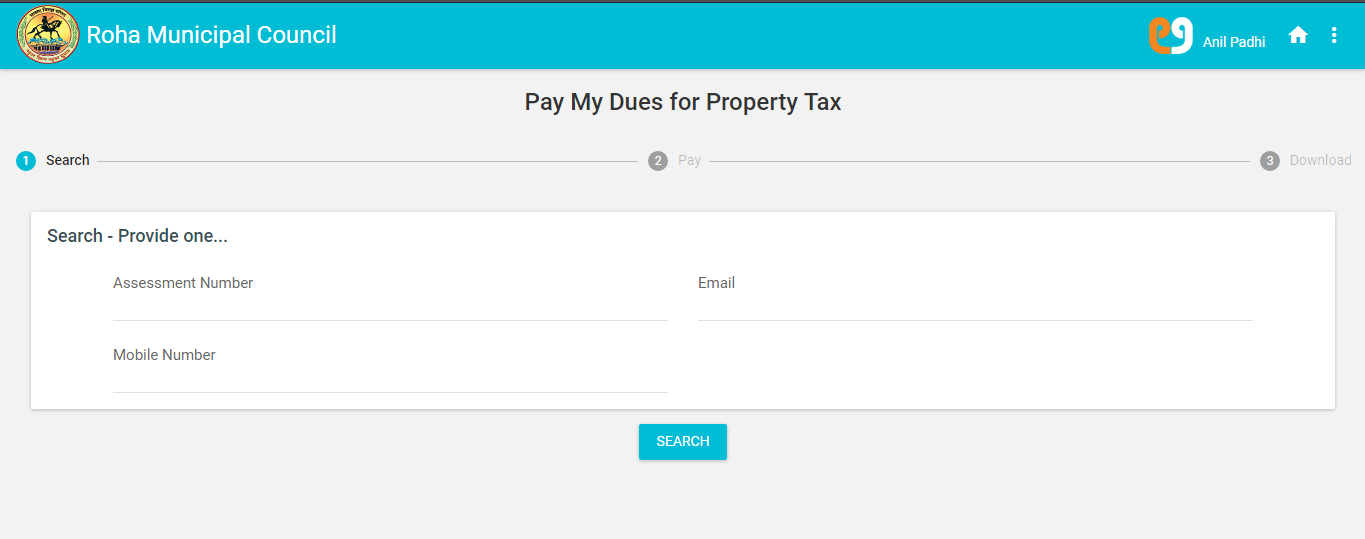 Roha Municipal Council
Anil Padhi
Pay My Dues for Property Tax
1 Search
2 Pay
3 Download
Search - Provide one...
Assessment Number
Email
Mobile Number
SEARCH